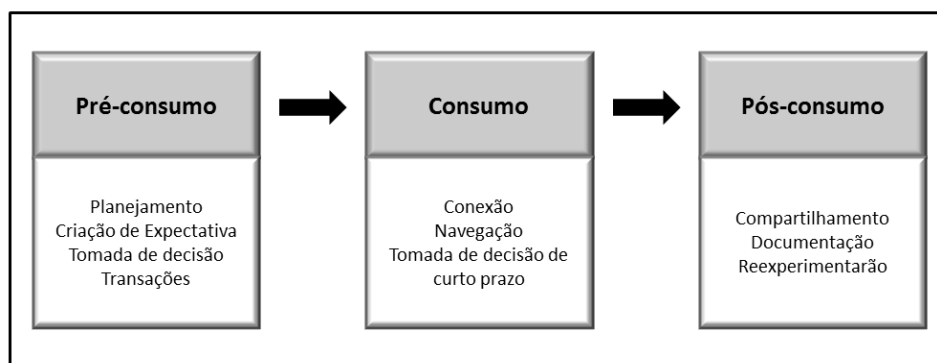 Pré-consumo
Planejamento
Criação de Expectativa
Tomada de decisão
Transações
Consumo
Conexão
Navegação
Tomada de decisão de
curto prazo
Pós-consumo
Compartilhamento
Documentação
Reexperimentarão